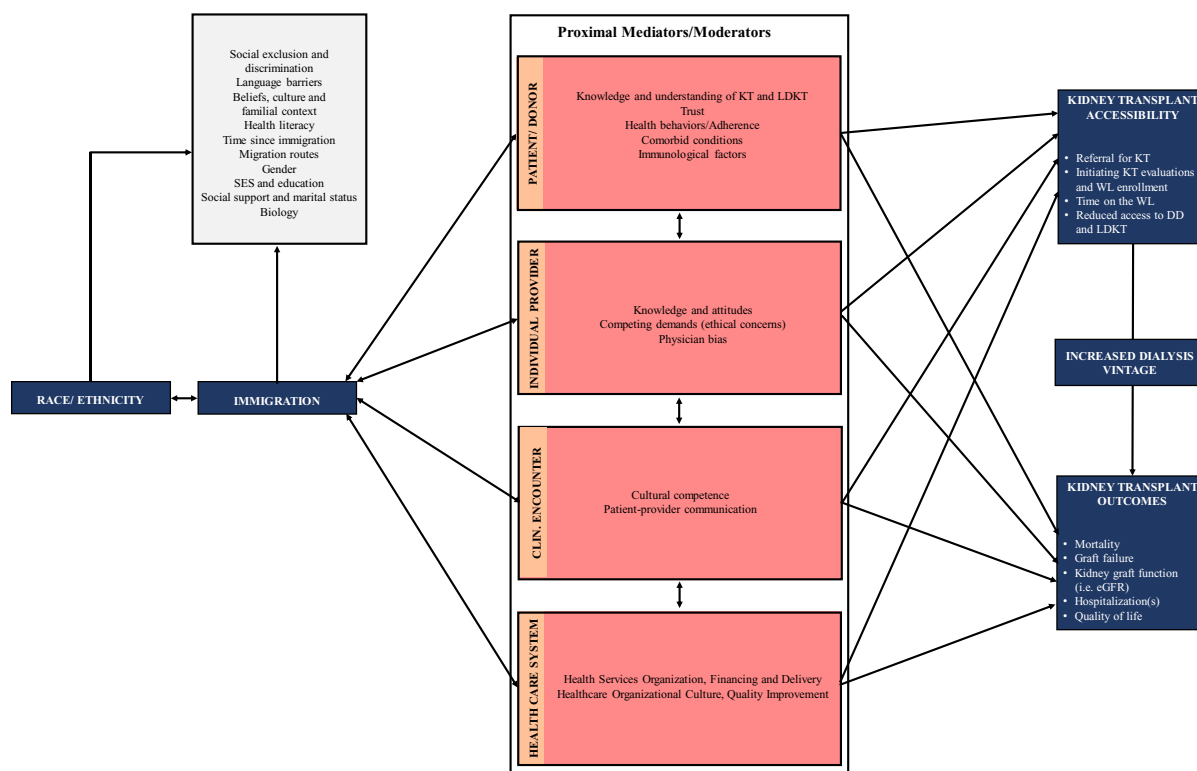 Social exclusion and
discrimination
Language barriers
Beliefs, culture and
familial context
Health literacy
Time since immigration
Migration routes
Gender
SES and education
Social support and marital status
Biology
RACE/ ETHNICITY
IMMIGRATION
Proximal Mediators/Moderators
PATIENT/ DONOR
Knowledge and understanding of KT and LDKT
Trust
Health behaviors/Adherence
Comorbid conditions
Immunological factors
INDIVIDUAL PROVIDER
Knowledge and attitudes
Competing demands (ethical concerns)
Physician bias
CLIN. ENCOUNTER
Cultural competence
Patient-provider communication
HEALTH CARE SYSTEM
Health Services Organization, Financing and Delivery
Healthcare Organizational Culture, Quality Improvement
KIDNEY TRANSPLANT
ACCESSIBILITY
• Referral for KT
• Initiating KT evaluations
and WL enrollment
• Time on the WL
• Reduced access to DD
and LDKT
INCREASED DIALYSIS
VINTAGE
KIDNEY TRANSPLANT
OUTCOMES
• Mortality
• Graft failure
• Kidney graft function
(i.e. eGFR)
• Hospitalization(s)
• Quality of life